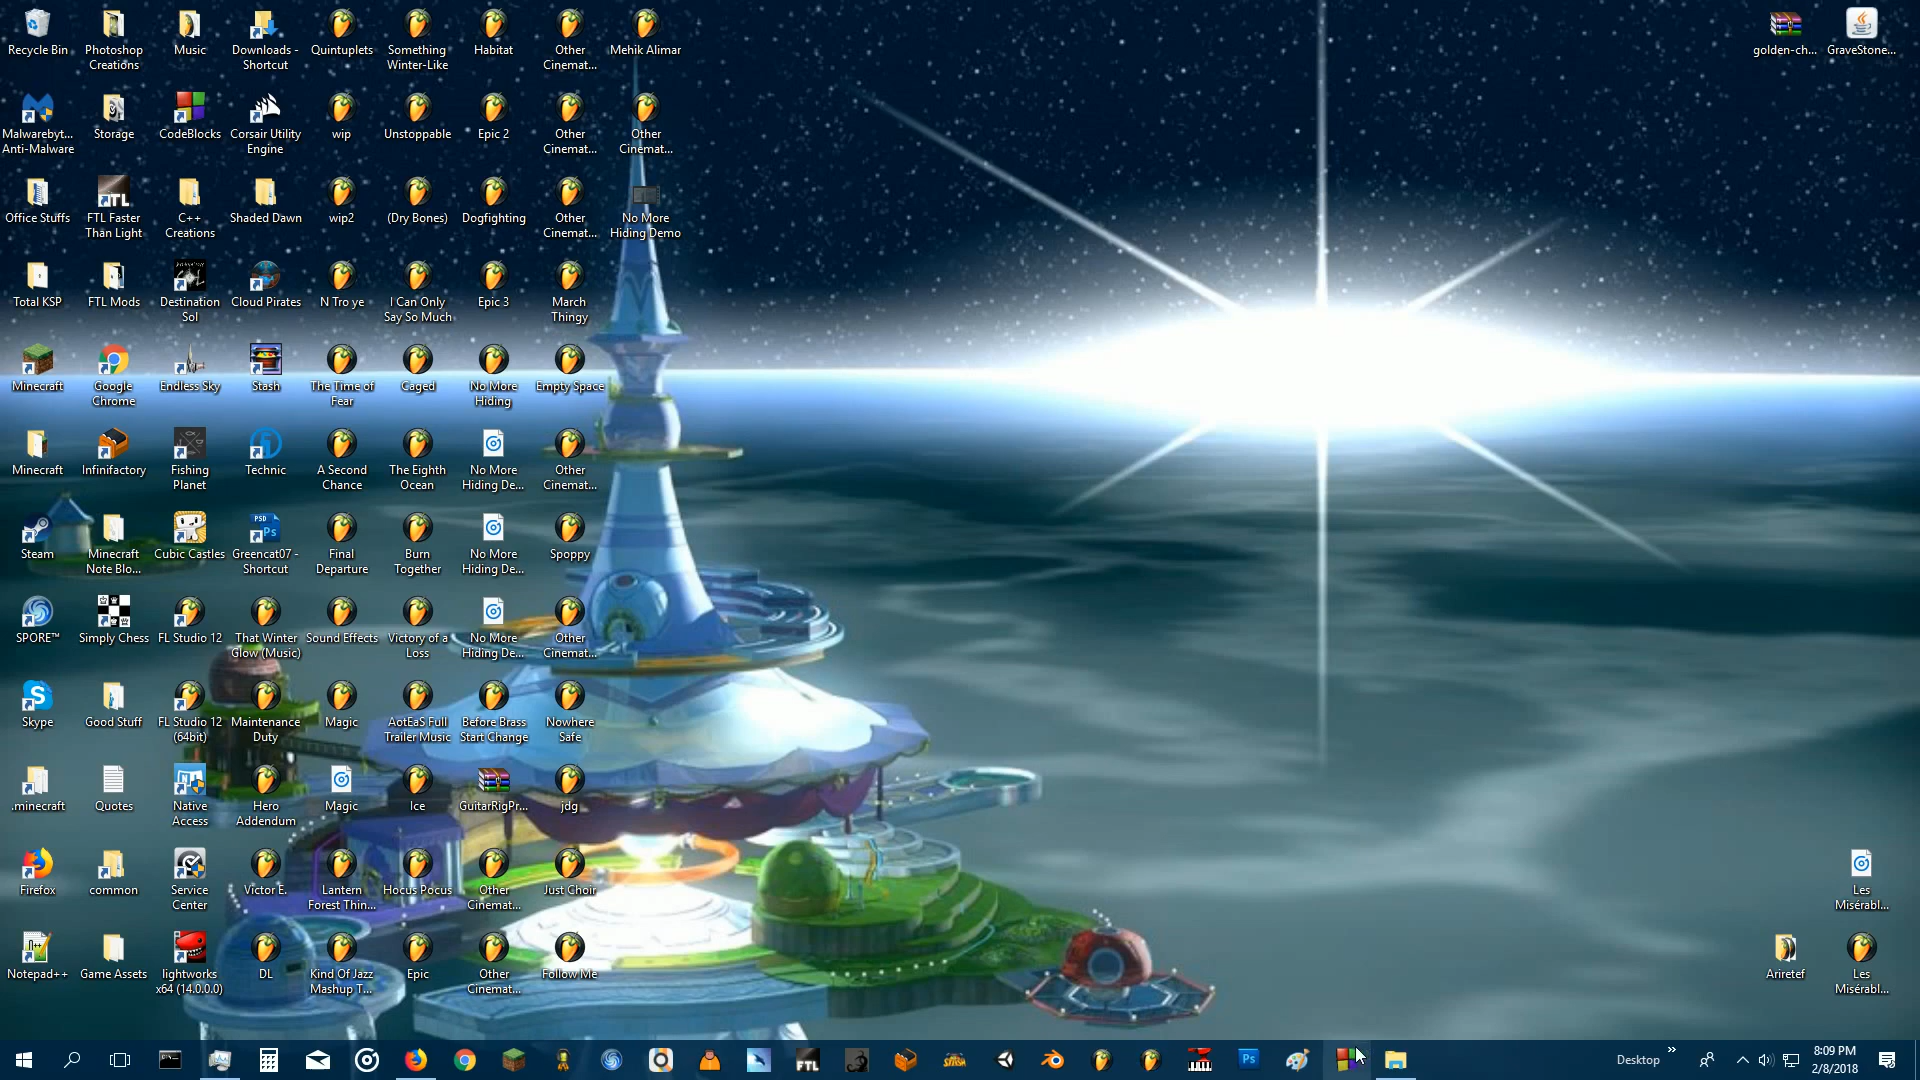 Recycle Bin
Photoshop
Creations
Music
Downloads -
Shortcut
Quintuplets
Something
Winter-Like
Habitat
Other
Cinemat...
Mehik Alimar
golden-ch...
GraveStone...
Malwarebyt...
Anti-Malware
Storage
CodeBlocks
Corsair Utility
Engine
wip
Unstoppable
Epic 2
Other
Cinemat...
Other
Cinemat...
Office Stuffs
FTL Faster
Than Light
C++
Creations
Shaded Dawn
wip2
(Dry Bones)
Dogfighting
Other
Cinemat...
No More
Hiding Demo
Total KSP
FTL Mods
Destination
Sol
Cloud Pirates
N Tro ye
I Can Only
Say So Much
Epic 3
March
Thingy
Minecraft
Google
Chrome
Endless Sky
Stash
The Time of
Fear
Caged
No More
Hiding
Empty Space
Minecraft
Infinifactory
Fishing
Planet
Technic
A Second
Chance
The Eighth
Ocean
No More
Hiding De...
Other
Cinemat...
Steam
Minecraft
Note Blo...
Cubic Castles
Greencat07 -
Shortcut
Final
Departure
Burn
Together
No More
Hiding De...
Spoppy
SPORE™
Simply Chess
FL Studio 12
That Winter
Glow (Music)
Sound Effects
Victory of a
Loss
No More
Hiding De...
Other
Cinemat...
Skype
Good Stuff
FL Studio 12
(64bit)
Maintenance
Duty
Magic
AotEaS Full
Trailer Music
Before Brass
Start Change
Nowhere
Safe
.minecraft
Quotes
Native
Access
Hero
Addendum
Magic
Ice
GuitarRigPr...
jdg
Firefox
common
Service
Center
Victor E.
Lantern
Forest Thin...
Hocus Pocus
Other
Cinemat...
Just Choir
Les
Misérabl...
Notepad++
Game Assets
lightworks
x64 (14.0.0.0)
DL
Kind Of Jazz
Mashup T...
Epic
Other
Cinemat...
Follow Me
Ariretef
Les
Misérabl...
FTL
Ps
Desktop
8:09 PM
2/8/2018